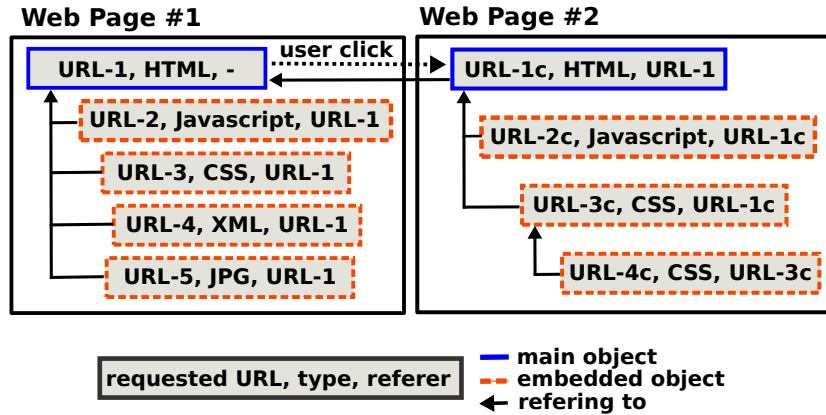 Web Page #1
URL-1, HTML, -
URL-2, Javascript, URL-1
URL-3, CSS, URL-1
URL-4, XML, URL-1
URL-5, JPG, URL-1
user click
Web Page #2
URL-1c, HTML, URL-1
URL-2c, Javascript, URL-1c
URL-3c, CSS, URL-1c
URL-4c, CSS, URL-3c
requested URL, type, referer
main object
embedded object
refering to